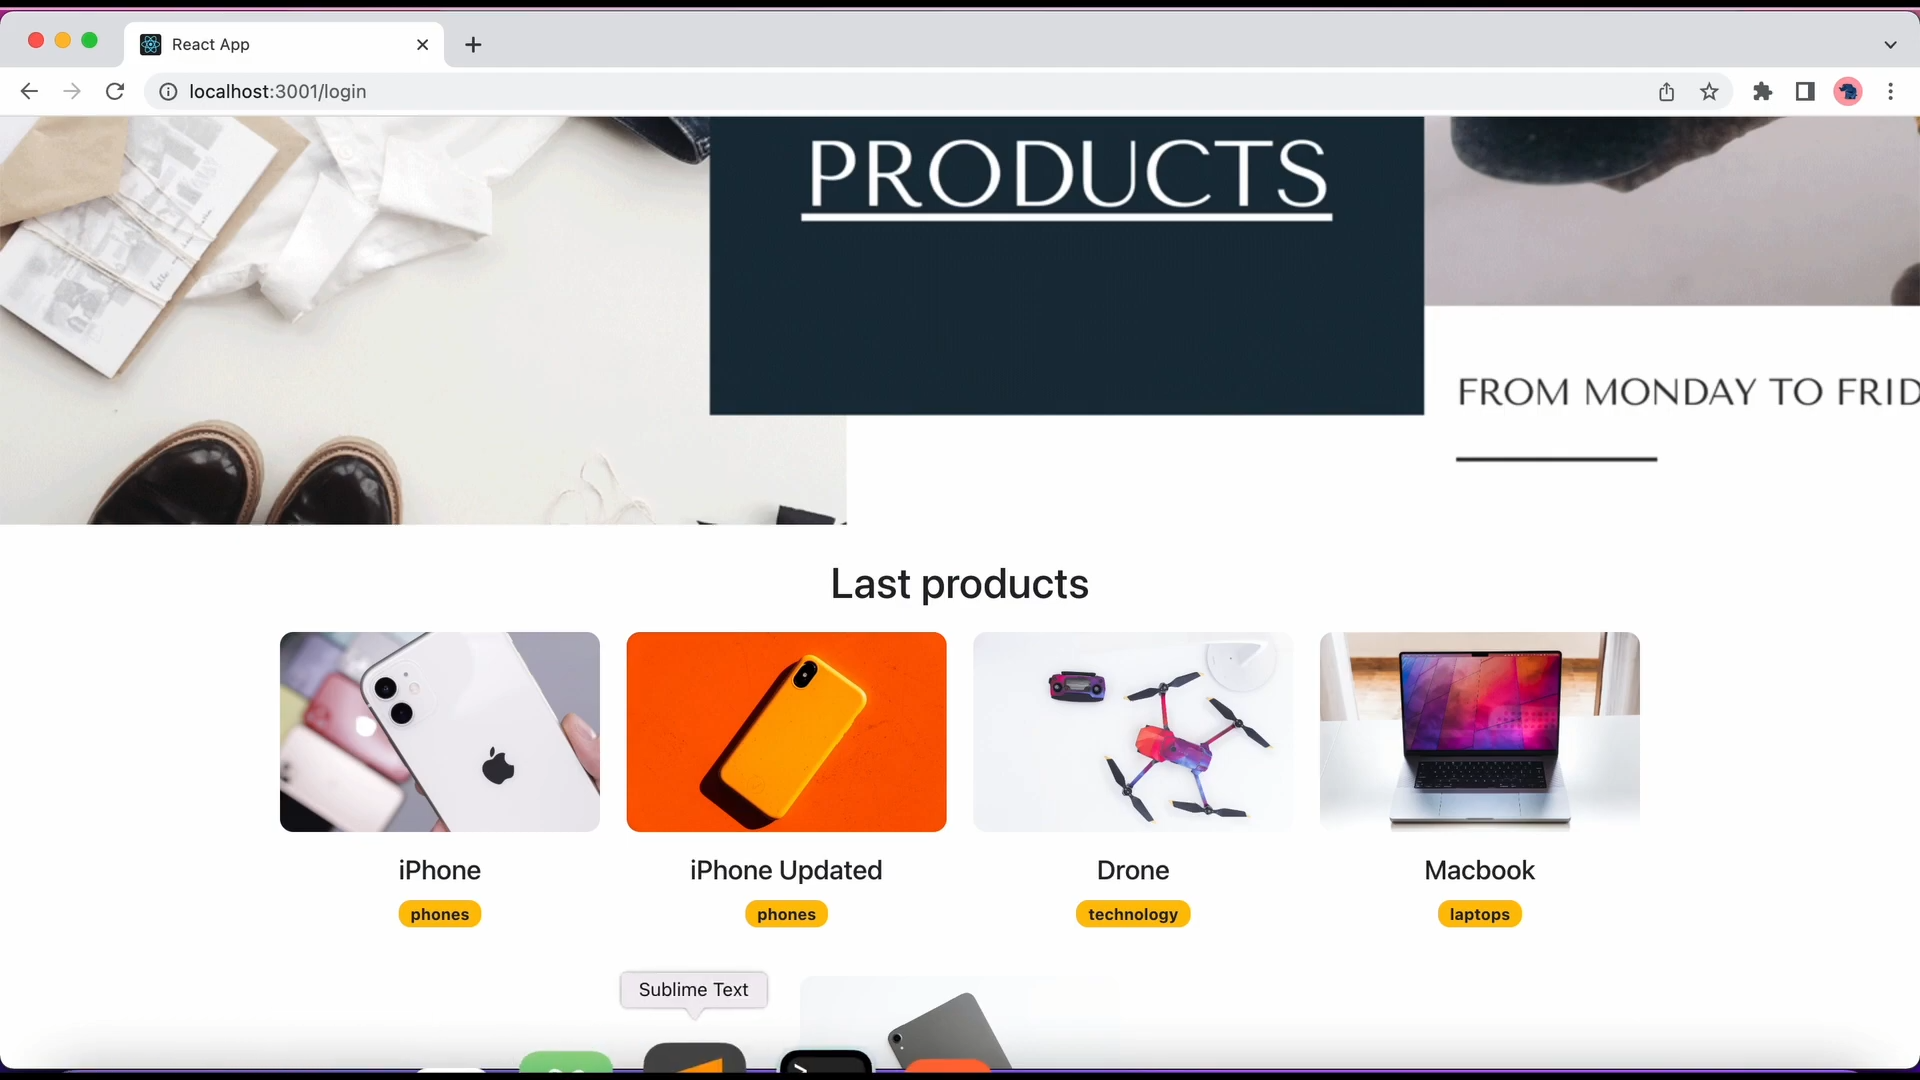 React App
localhost:3001/login
PRODUCTS
FROM MONDAY TO FRID
Last products
iPhone
iPhone Updated
Drone
Macbook
phones
phones
technology
laptops
Sublime Text